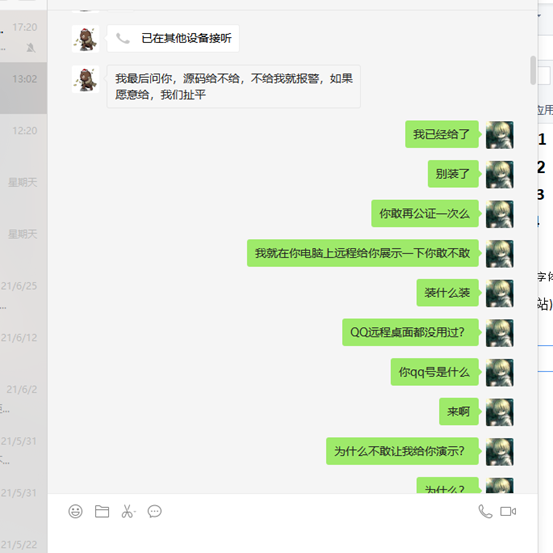 17:20
13:02
12:20
星期天
星期天
21/6/25
21/6/12
21/6/2
21/5/31
21/5/31
21/5/22
已在其他设备接听
我最后问你，源码给不给，不给我就报警，如果
愿意给，我们扯平
我已经给了
别装了
你敢再公证一次么
我就在你电脑上远程给你展示一下你敢不敢
装什么装
QQ远程桌面都没用过？
你qq号是什么
来啊
为什么不敢让我给你演示？
为什么？
应用
1
2
3
4
字体
站)